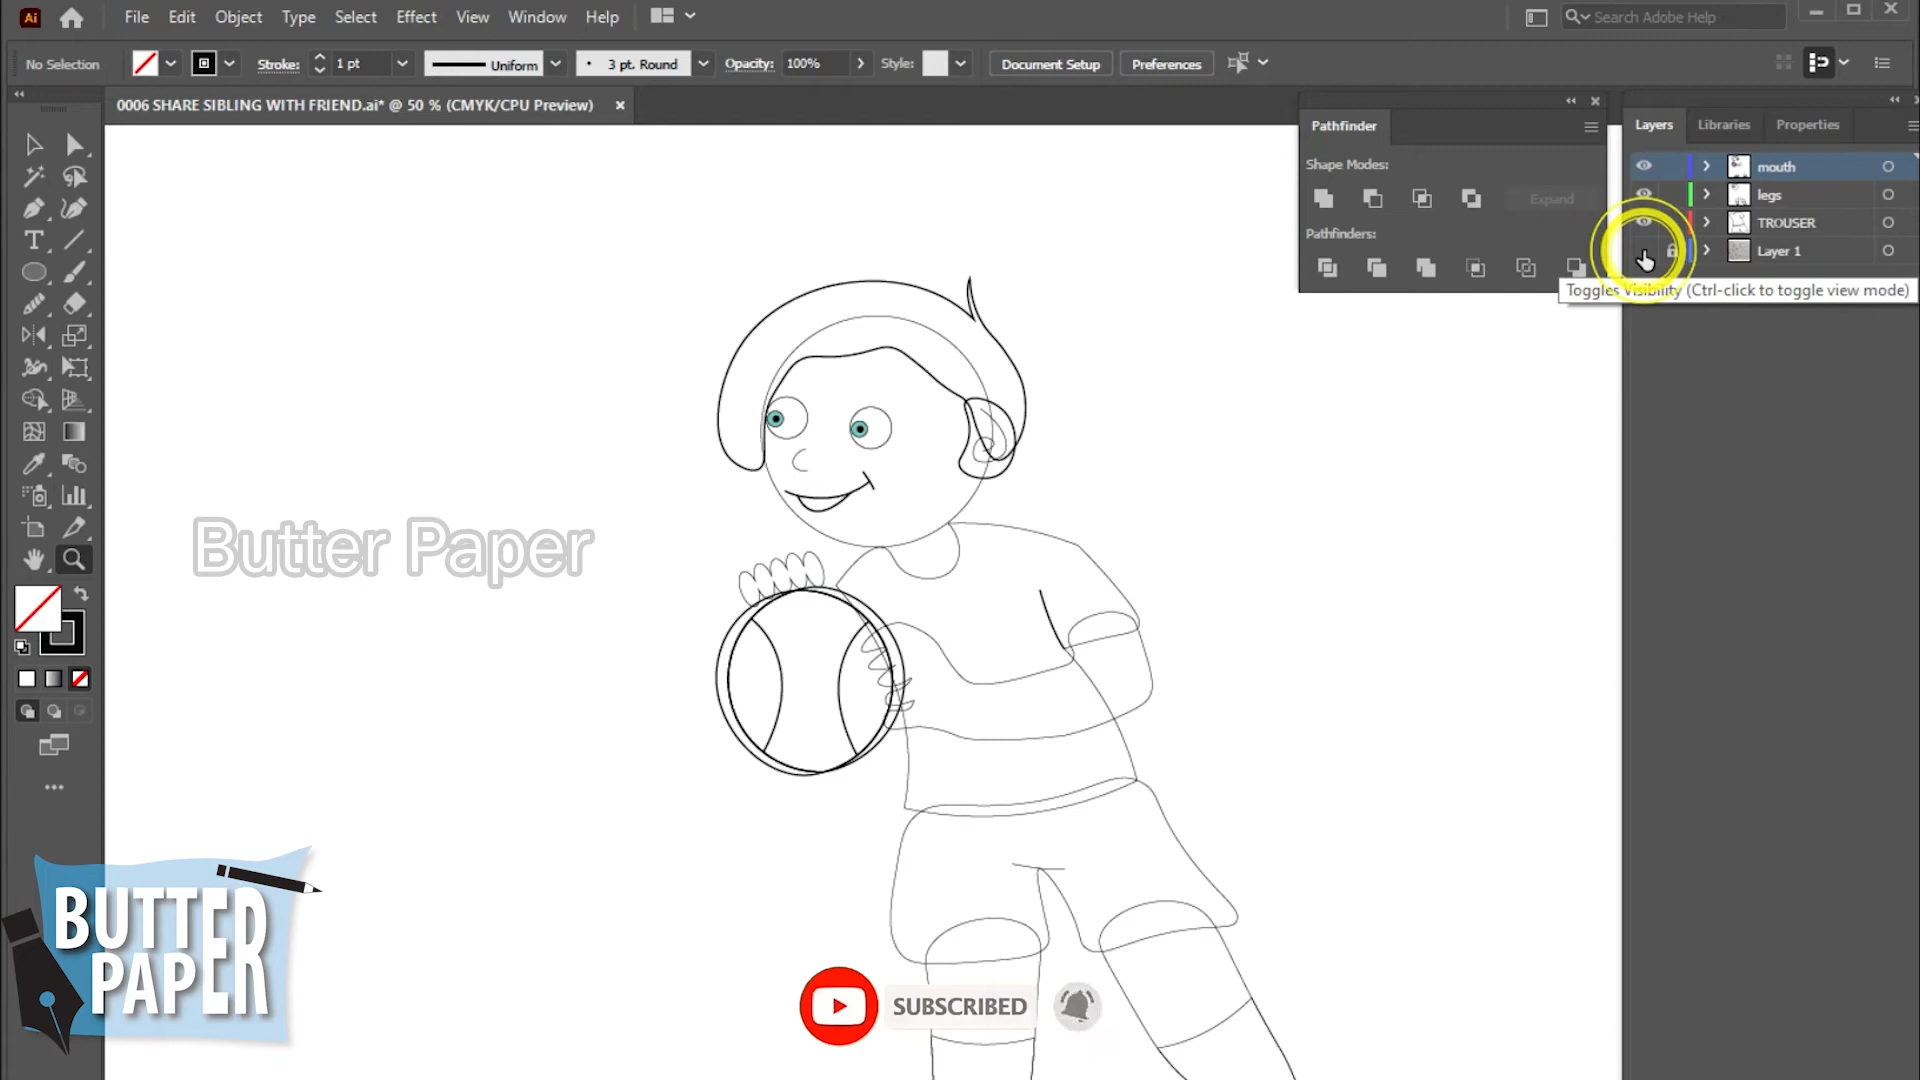 Ai File Edit Object Type Select Effect View Window Help Search Adobe Help
No Selection Stroke: 1 pt Uniform 3 pt. Round Opacity: 100% Style: Document Setup Preferences
0006 SHARE SIBLING WITH FRIEND.ai* @ 50 % (CMYK/CPU Preview)
Pathfinder
Shape Modes:
Expand
Pathfinders:
Layers Libraries Properties
mouth
legs
TROUSER
Layer 1
Toggles Visibility (Ctrl-click to toggle view mode)
Butter Paper
BUTTER
PAPER
SUBSCRIBED